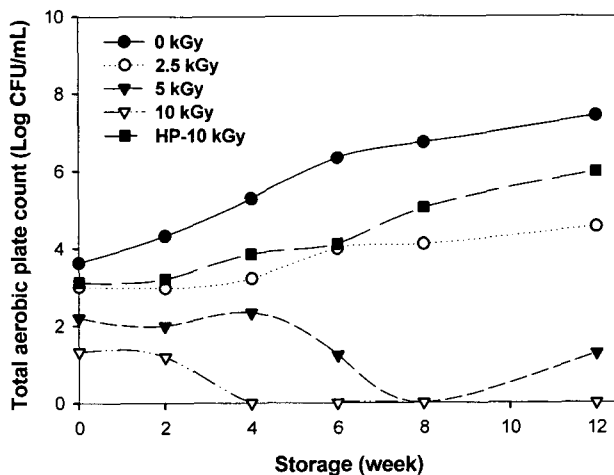 Total aerobic plate count (Log CFU/mL)
10
8
6
4
2
0
0 kGy
2.5 kGy
5 kGy
10 kGy
HP-10 kGy
0 2 4 6 8 10 12
Storage (week)